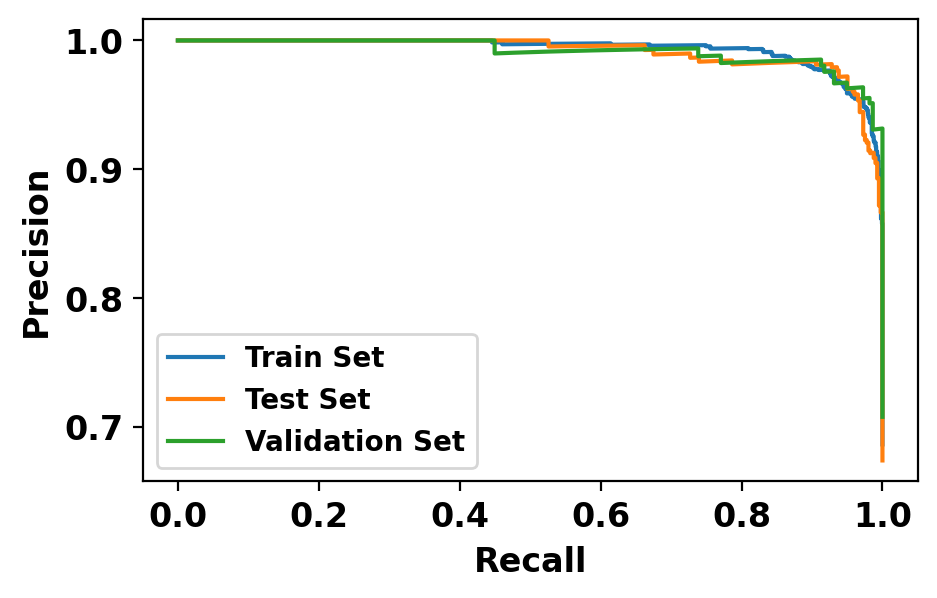 1.0
0.9
0.8
0.7
Precision
Train Set
Test Set
Validation Set
0.0 0.2 0.4 0.6 0.8 1.0
Recall